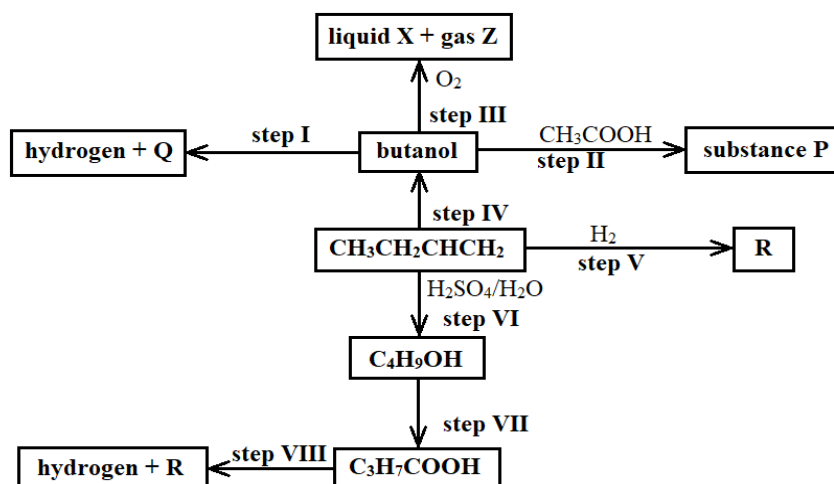 liquid X + gas Z
O₂
step III
step I
hydrogen + Q
butanol
CH₃COOH
step II
substance P
step IV
CH₃CH₂CHCH₂
H₂
step V
R
H₂SO₄/H₂O
step VI
C₄H₉OH
step VII
step VIII
hydrogen + R
C₃H₇COOH